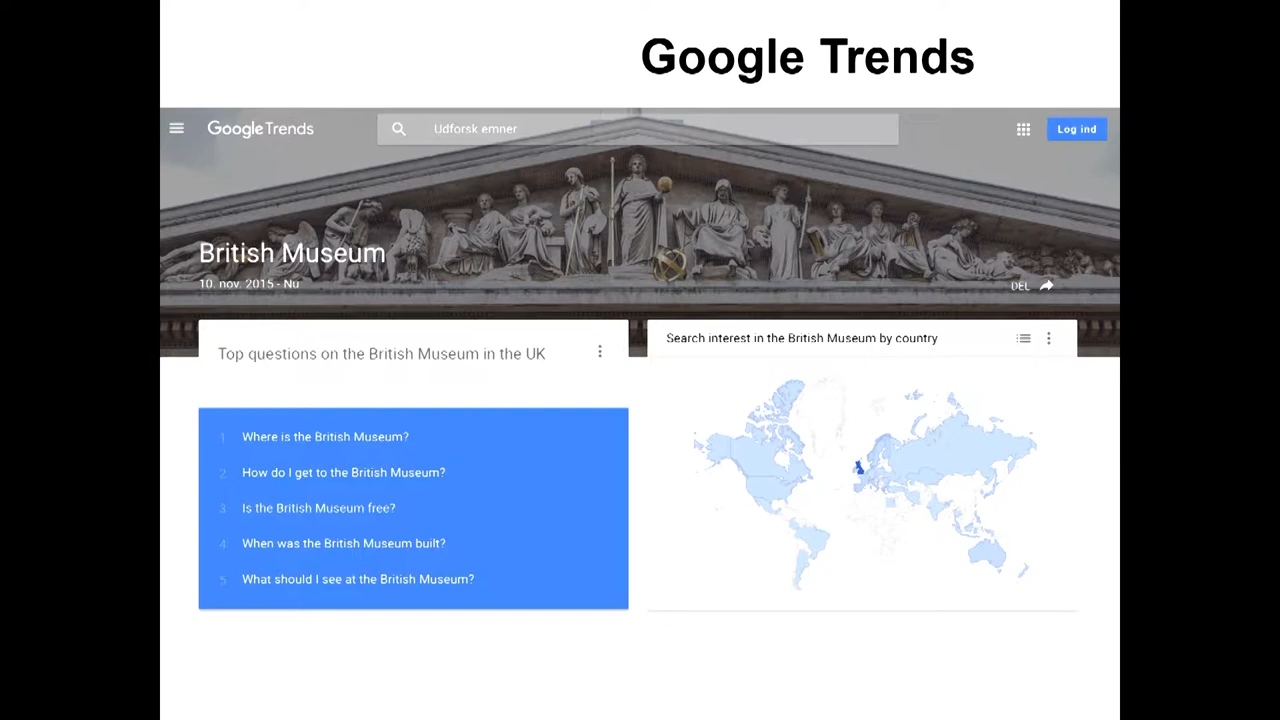 Google Trends
Google Trends
Udforsk emner
Log ind
British Museum
10. nov. 2015 - Nu
DEL
Top questions on the British Museum in the UK
1 Where is the British Museum?
2 How do I get to the British Museum?
3 Is the British Museum free?
4 When was the British Museum built?
5 What should I see at the British Museum?
Search interest in the British Museum by country